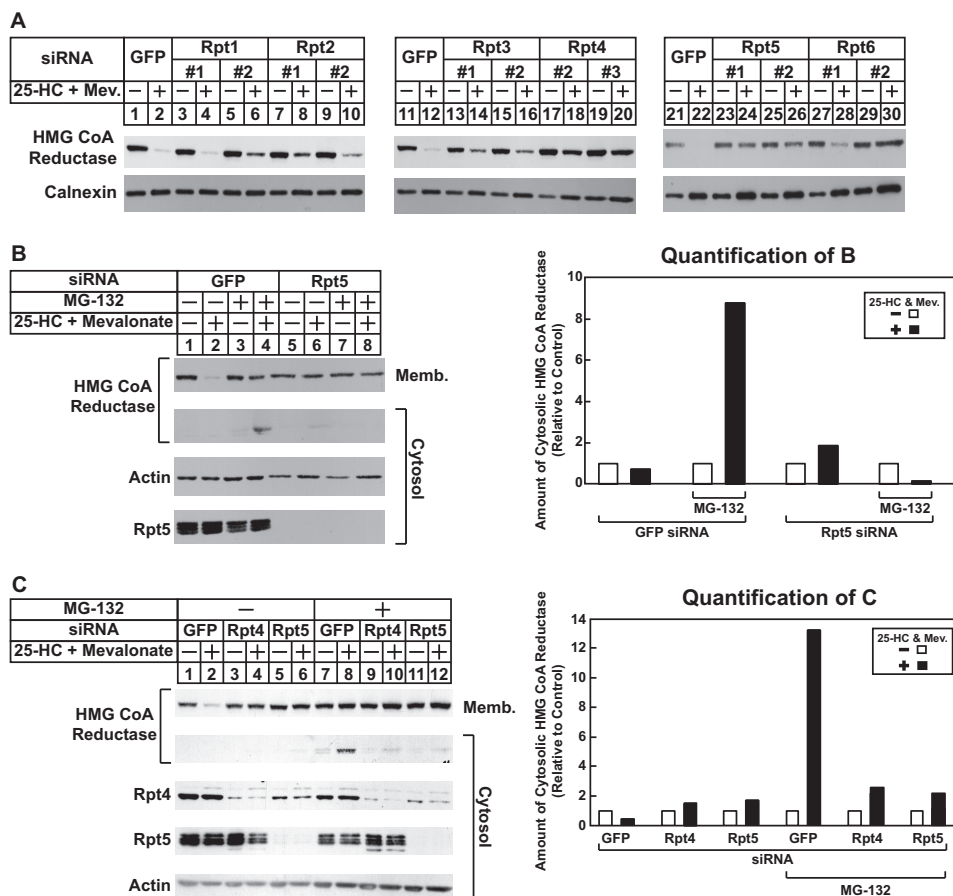 A
siRNA GFP Rpt1 Rpt2 Rpt3 Rpt4 GFP Rpt5 Rpt6
#1 #2 #1 #2 #1 #2 #2 #3 #1 #2 #1 #2
25-HC + Mev. − + − + − + − + − + − + − + − + − + − + − + − + − + − + − +
1 2 3 4 5 6 7 8 9 10 11 12 13 14 15 16 17 18 19 20 21 22 23 24 25 26 27 28 29 30
HMG CoA
Reductase
Calnexin
B
siRNA GFP Rpt5
MG-132 − − + + − − + +
25-HC + Mevalonate − + − + − + − +
1 2 3 4 5 6 7 8
HMG CoA
Reductase
Memb.
Actin
Rpt5
Cytosol
Quantification of B
Amount of Cytosolic HMG CoA Reductase
(Relative to Control)
10
8
6
4
2
0
25-HC & Mev.
−
+
MG-132 MG-132
GFP siRNA Rpt5 siRNA
C
MG-132 − +
siRNA GFP Rpt4 Rpt5 GFP Rpt4 Rpt5
25-HC + Mevalonate − + − + − + − + − + − +
1 2 3 4 5 6 7 8 9 10 11 12
HMG CoA
Reductase
Memb.
Rpt4
Rpt5
Actin
Cytosol
Quantification of C
Amount of Cytosolic HMG CoA Reductase
(Relative to Control)
14
12
10
8
6
4
2
0
25-HC & Mev.
−
+
GFP Rpt4 Rpt5 GFP Rpt4 Rpt5
siRNA
MG-132